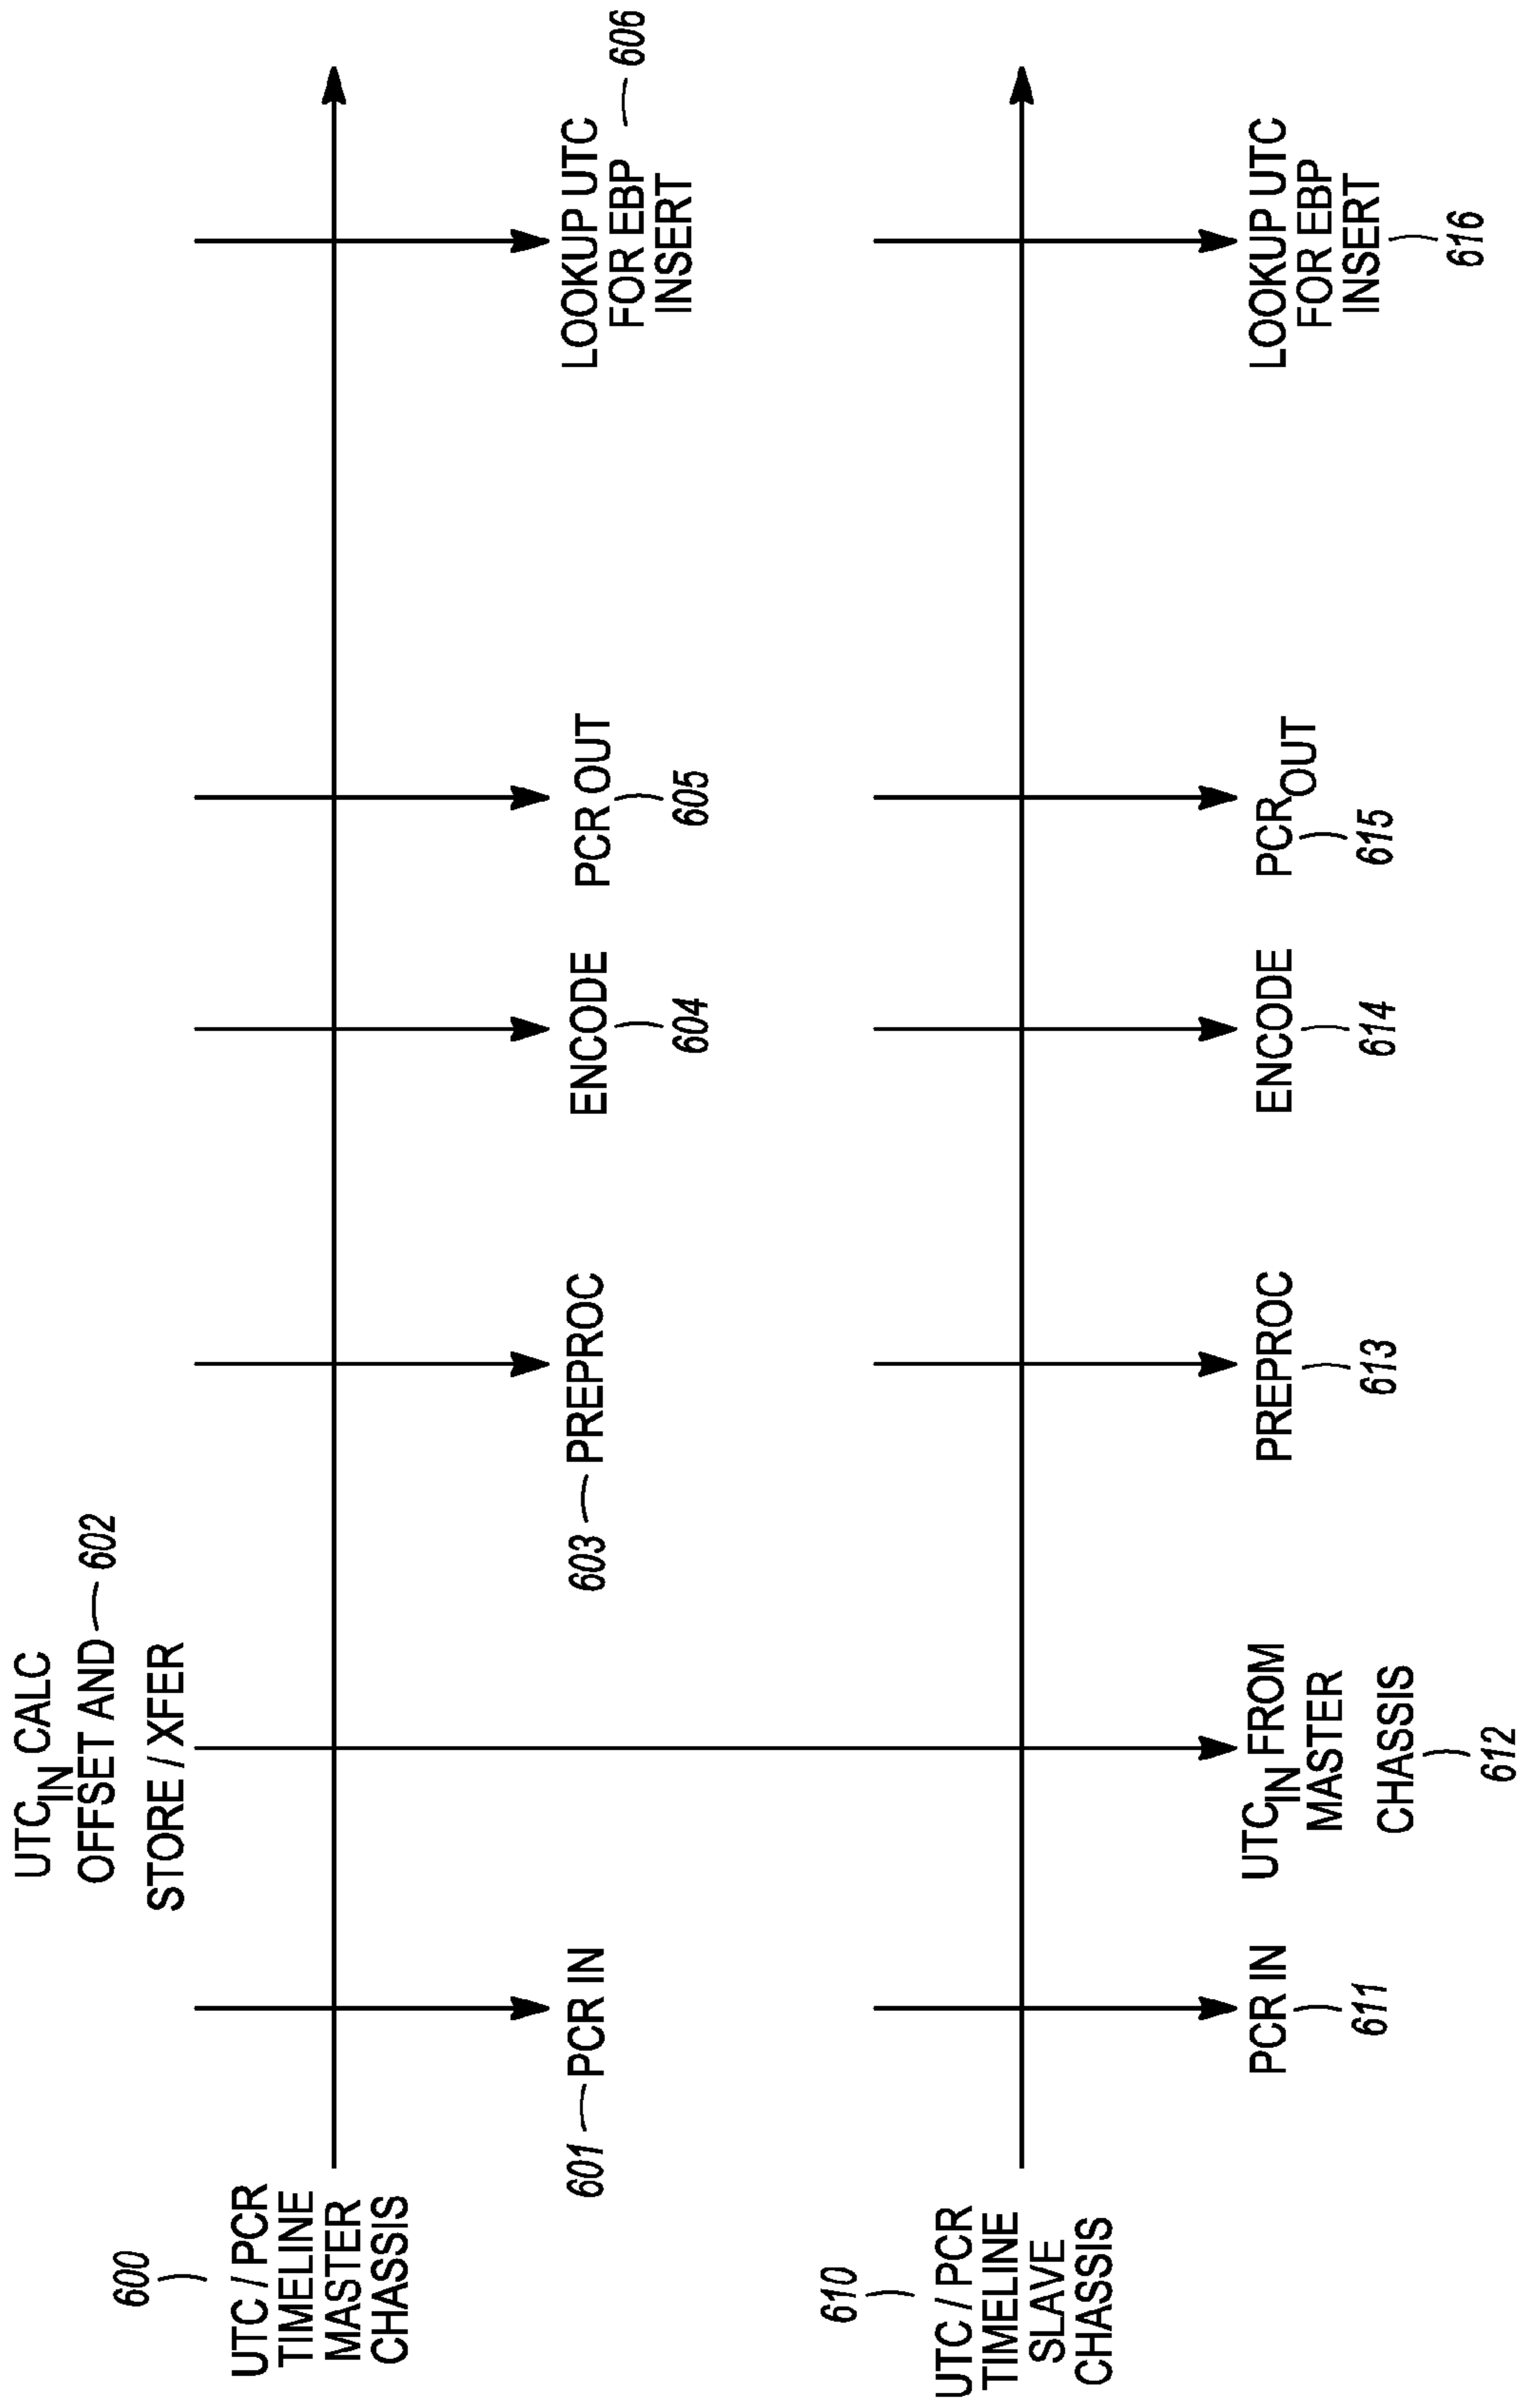 UTC / PCR
TIMELINE
MASTER
CHASSIS
600
601
PCR IN
UTC IN CALC
OFFSET AND
STORE / XFER
602
603
PREPROC
ENCODE
604
PCR OUT
605
LOOKUP UTC
FOR EBP
INSERT
606
UTC / PCR
TIMELINE
SLAVE
CHASSIS
610
PCR IN
611
UTC IN FROM
MASTER
CHASSIS
612
PREPROC
613
ENCODE
614
PCR OUT
615
LOOKUP UTC
FOR EBP
INSERT
616